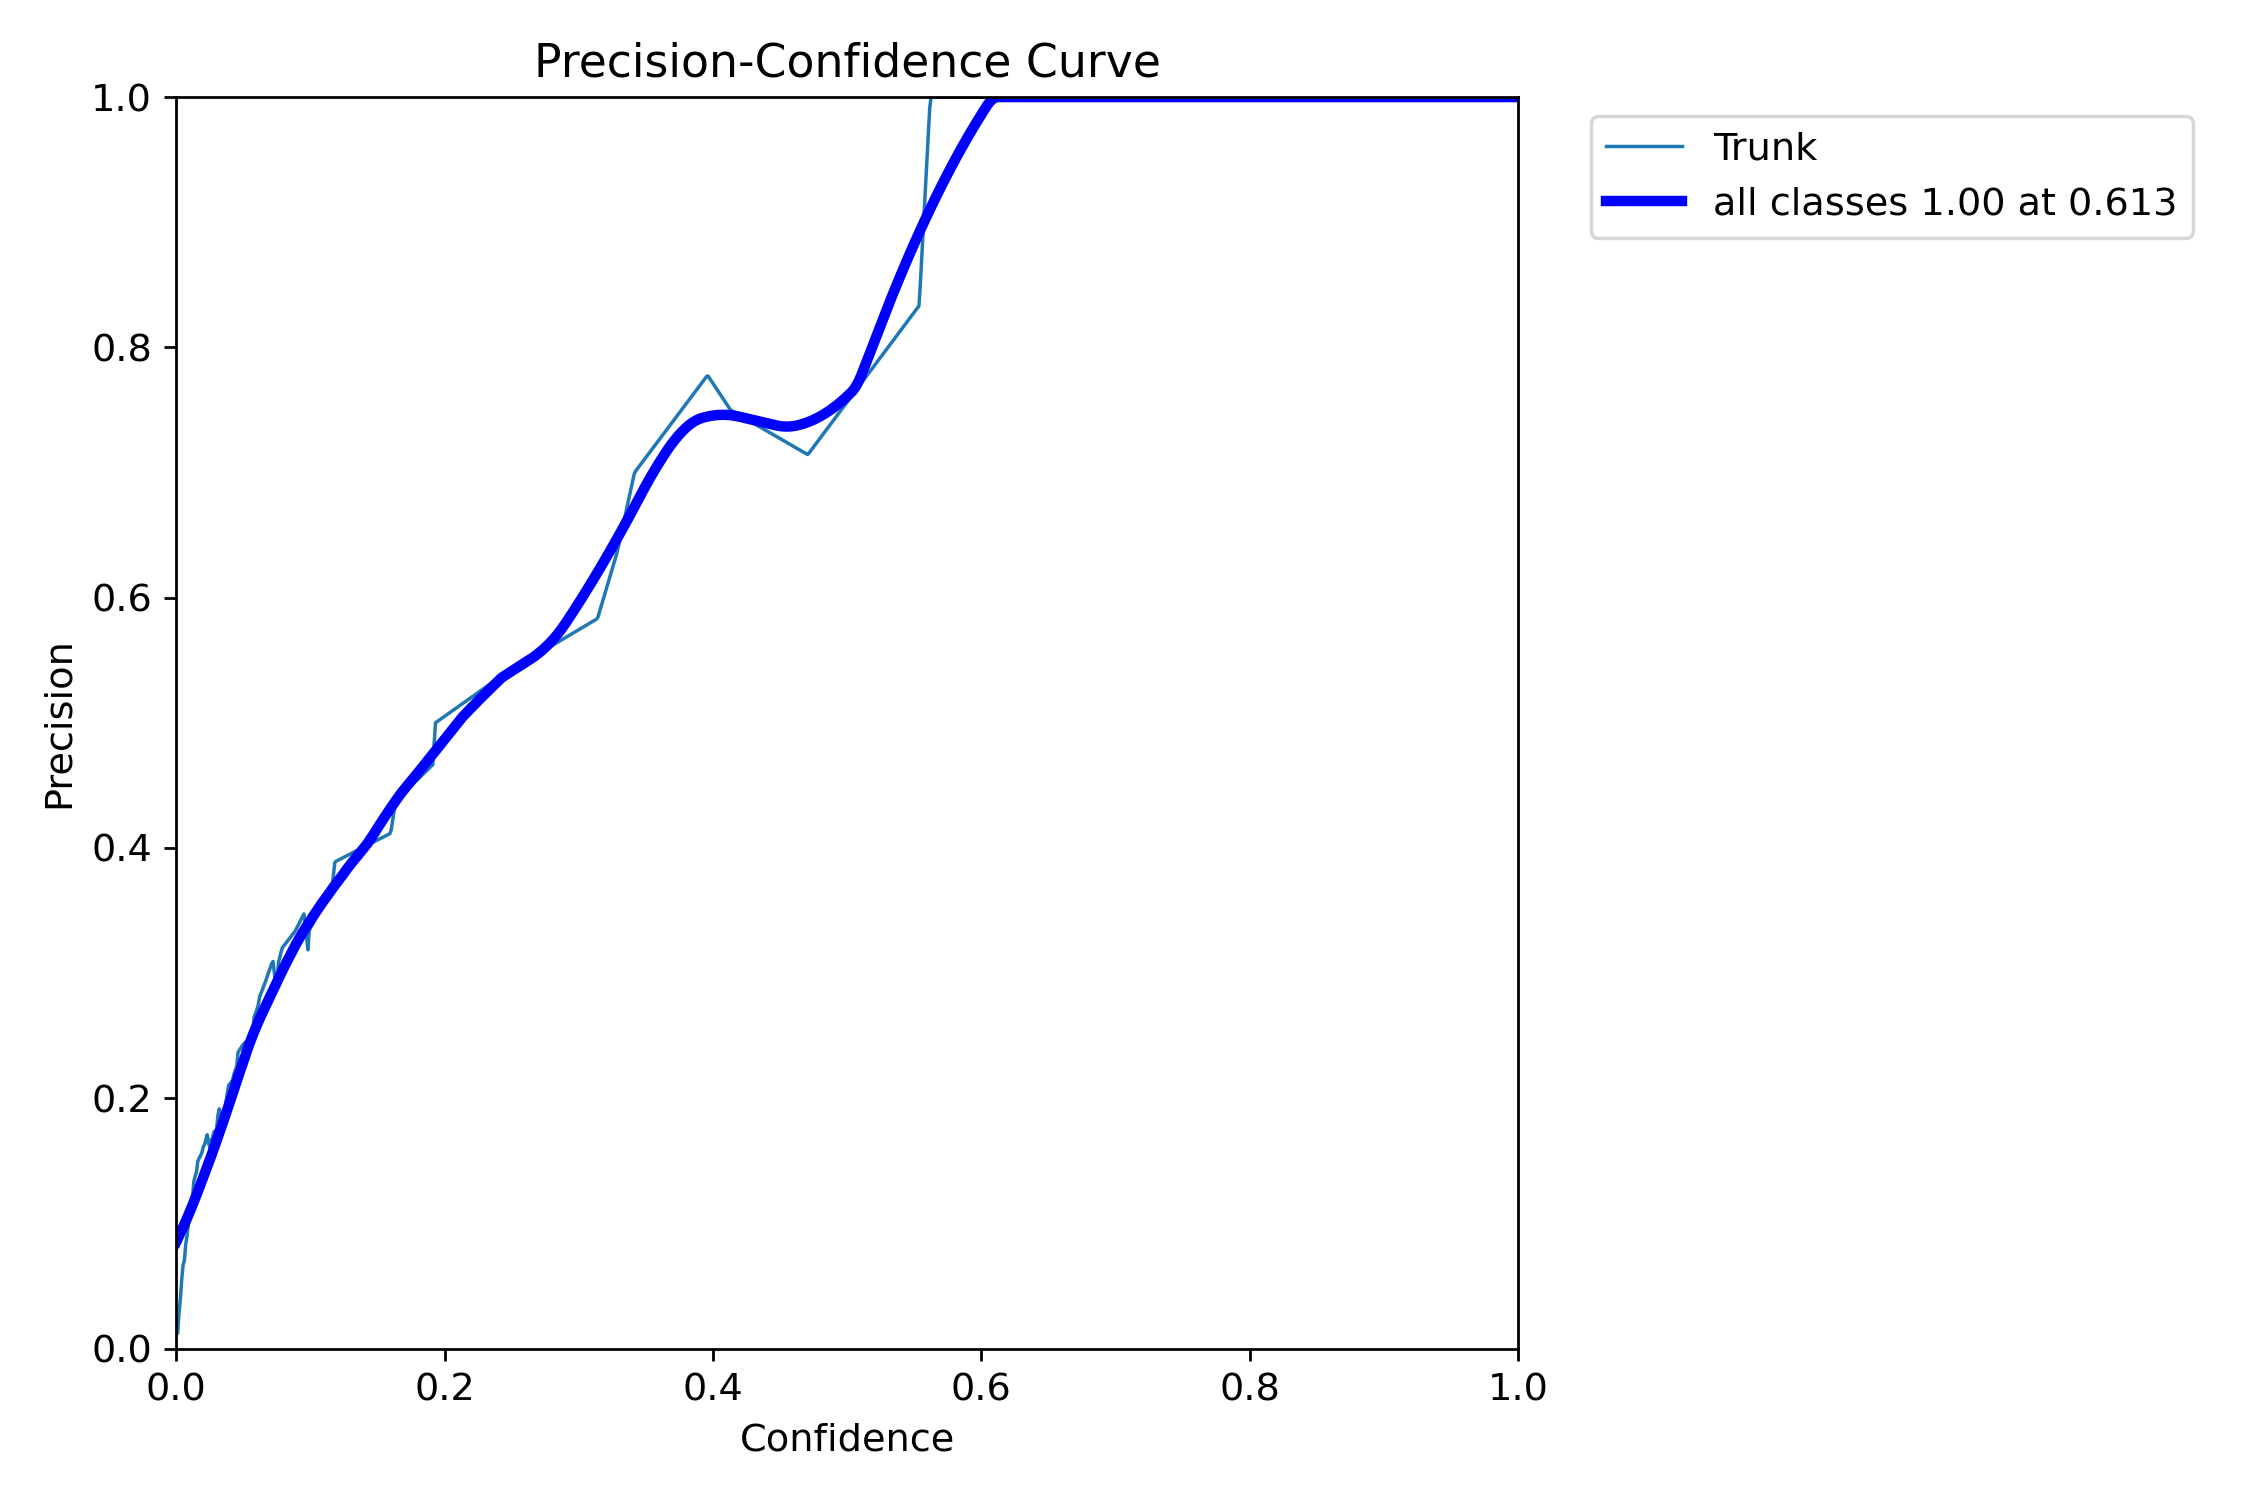 Precision-Confidence Curve
Trunk
all classes 1.00 at 0.613
Precision
1.0
0.8
0.6
0.4
0.2
0.0
0.0 0.2 0.4 0.6 0.8 1.0
Confidence